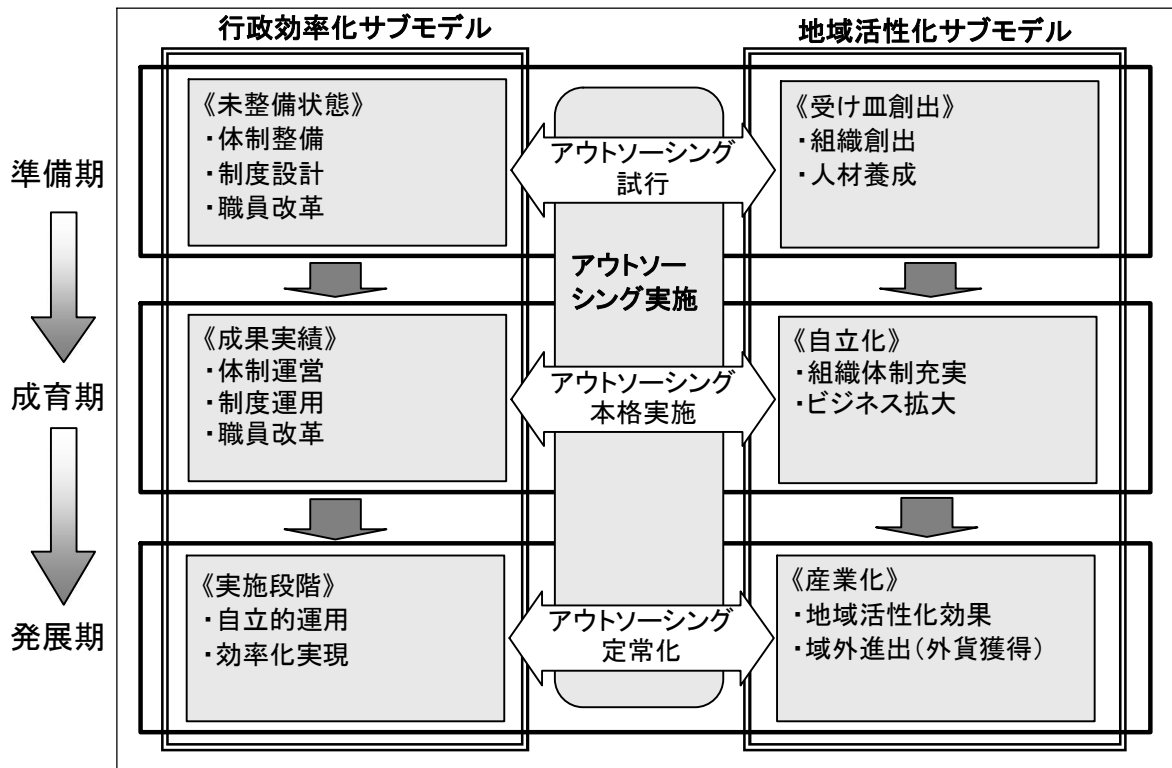 行政効率化サブモデル
地域活性化サブモデル
準備期
《未整備状態》
・体制整備
・制度設計
・職員改革
アウトソーシング
試行
《受け皿創出》
・組織創出
・人材養成
アウトソー
シング実施
成育期
《成果実績》
・体制運営
・制度運用
・職員改革
アウトソーシング
本格実施
《自立化》
・組織体制充実
・ビジネス拡大
発展期
《実施段階》
・自立的運用
・効率化実現
アウトソーシング
定常化
《産業化》
・地域活性化効果
・域外進出(外貨獲得)